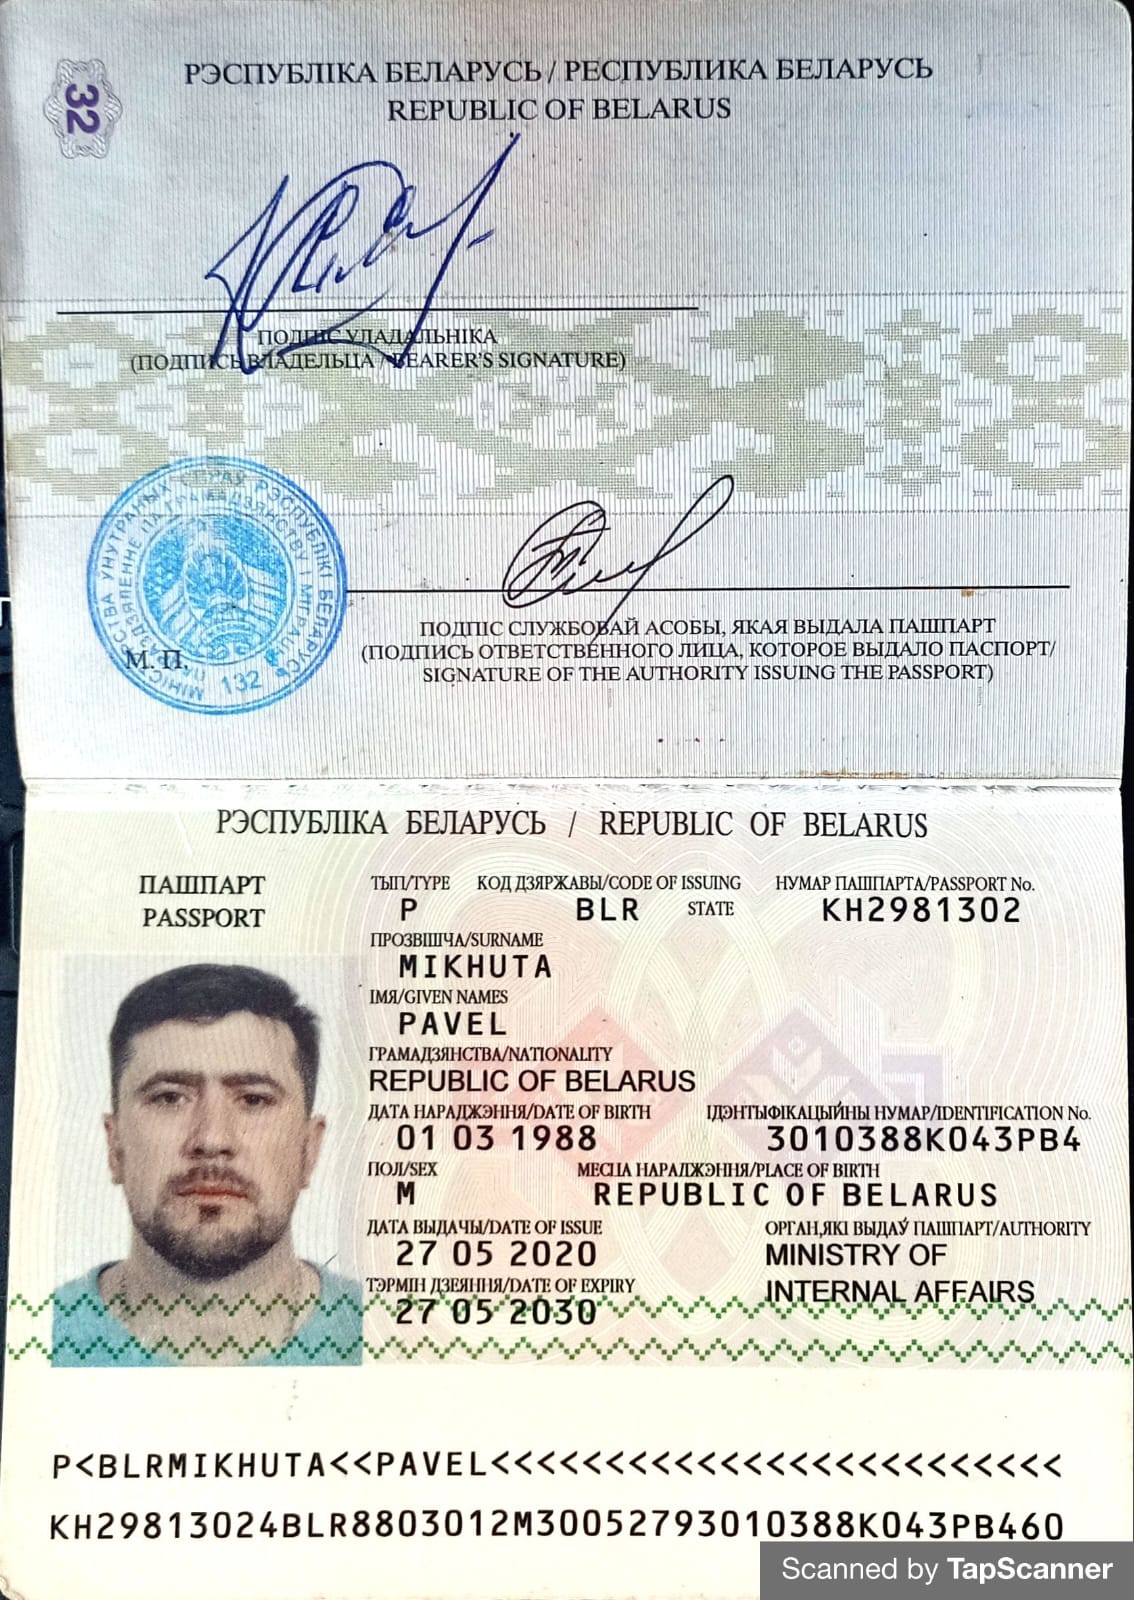 32
РЭСПУБЛІКА БЕЛАРУСЬ / РЕСПУБЛИКА БЕЛАРУСЬ
REPUBLIC OF BELARUS
ПОДПІС УЛАДАЛЬНІКА
(ПОДПИСЬ ВЛАДЕЛЬЦА / BEARER'S SIGNATURE)
МІНІСТЭРСТВА УНУТРАНЫХ СПРАЎ РЭСПУБЛІКІ БЕЛАРУСЬ
ПАДРАЗДЗЯЛЕННЕ ПА ГРАМАДЗЯНСТВУ І МІГРАЦЫІ
132
М. П.
ПОДПІС СЛУЖБОВАЙ АСОБЫ, ЯКАЯ ВЫДАЛА ПАШПАРТ
(ПОДПИСЬ ОТВЕТСТВЕННОГО ЛИЦА, КОТОРОЕ ВЫДАЛО ПАСПОРТ/
SIGNATURE OF THE AUTHORITY ISSUING THE PASSPORT)
РЭСПУБЛІКА БЕЛАРУСЬ / REPUBLIC OF BELARUS
ПАШПАРТ
PASSPORT
ТЫП/TYPE КОД ДЗЯРЖАВЫ/CODE OF ISSUING STATE НУМАР ПАШПАРТА/PASSPORT No.
P BLR KH2981302
ПРОЗВІШЧА/SURNAME
MIKHUTA
ІМЯ/GIVEN NAMES
PAVEL
ГРАМАДЗЯНСТВА/NATIONALITY
REPUBLIC OF BELARUS
ДАТА НАРАДЖЭННЯ/DATE OF BIRTH ІДЭНТЫФІКАЦЫЙНЫ НУМАР/IDENTIFICATION No.
01 03 1988 3010388K043PB4
ПОЛ/SEX МЕСЦА НАРАДЖЭННЯ/PLACE OF BIRTH
M REPUBLIC OF BELARUS
ДАТА ВЫДАЧЫ/DATE OF ISSUE ОРГАН,ЯКІ ВЫДАЎ ПАШПАРТ/AUTHORITY
27 05 2020 MINISTRY OF
ТЭРМІН ДЗЕЯННЯ/DATE OF EXPIRY INTERNAL AFFAIRS
27 05 2030
P<BLRMIKHUTA<<PAVEL<<<<<<<<<<<<<<<<<<<<<<<<<
KH29813024BLR8803012M30052793010388K043PB460
Scanned by TapScanner